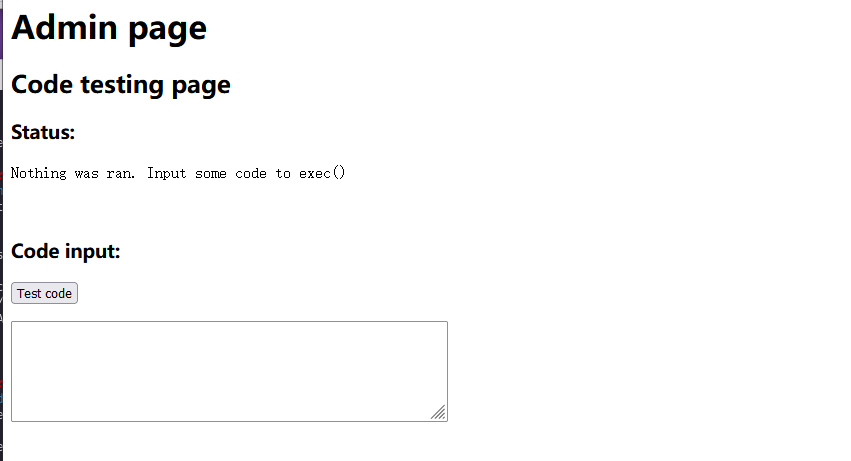 Admin page
Code testing page
Status:
Nothing was ran. Input some code to exec()
Code input:
Test code